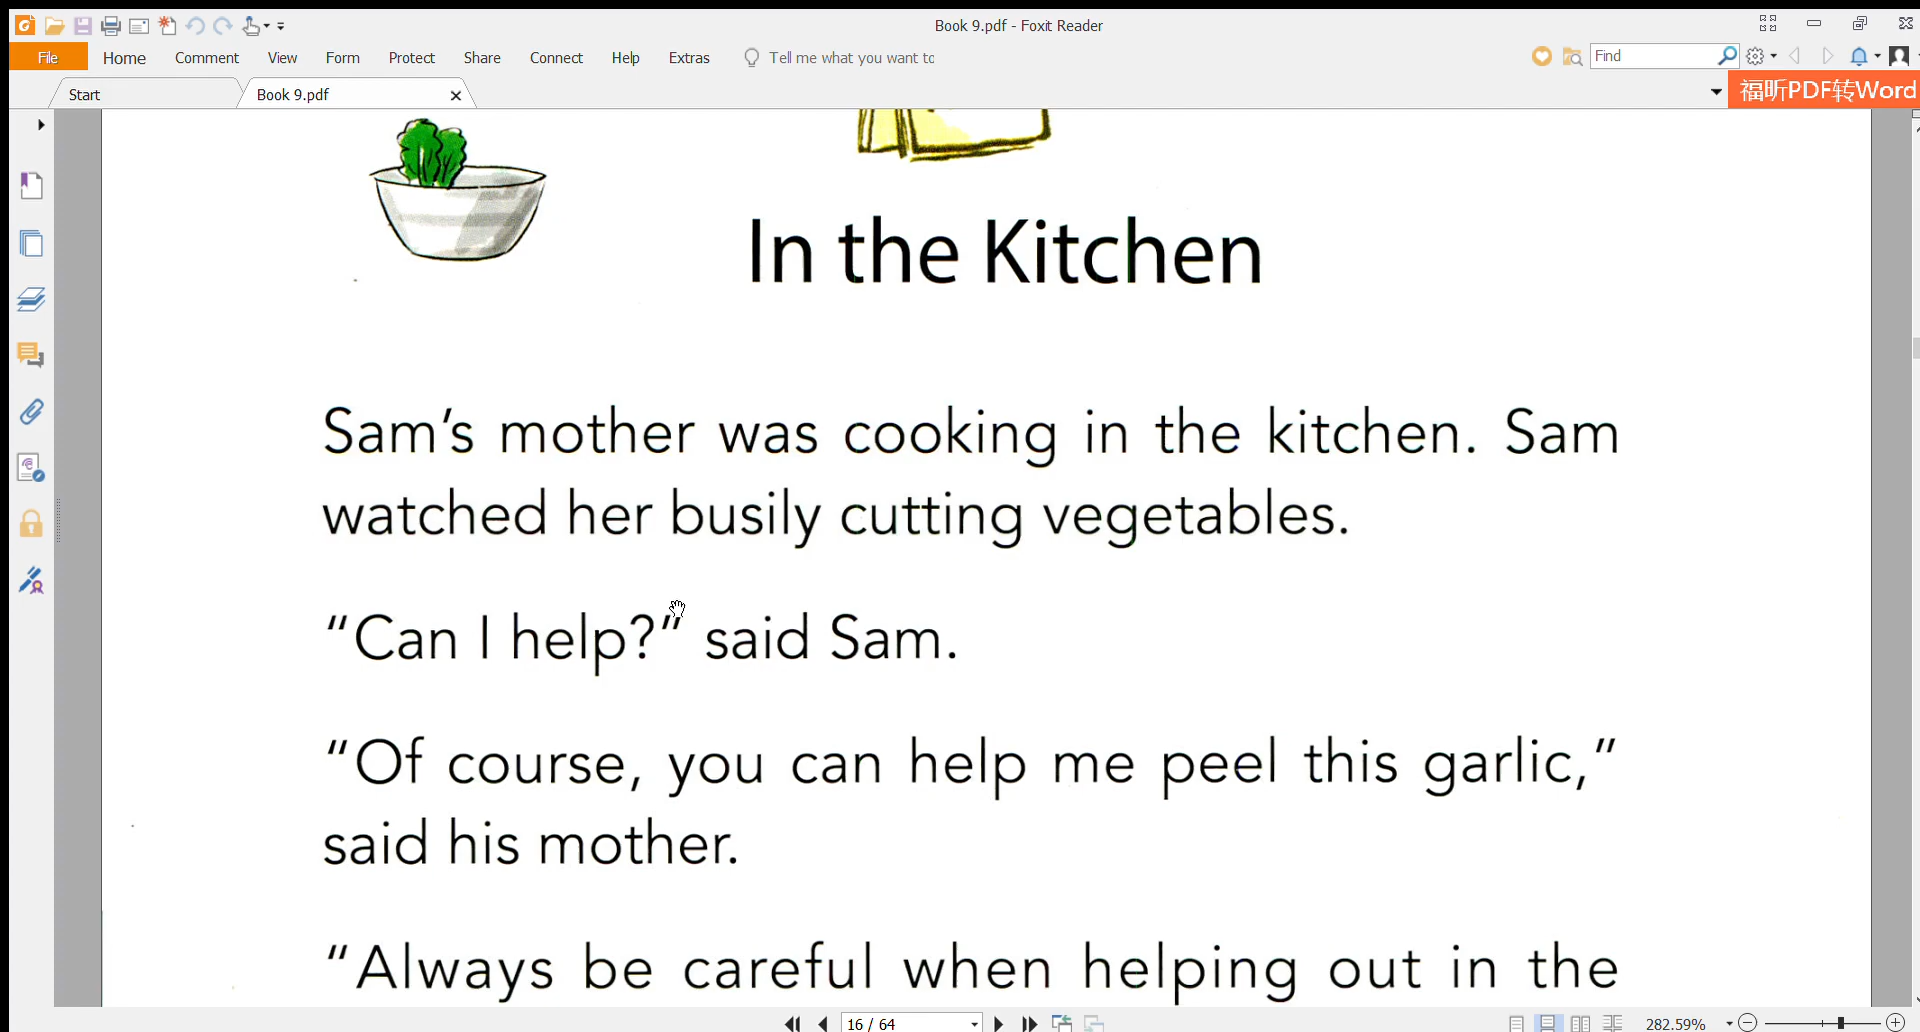 Book 9.pdf - Foxit Reader
File Home Comment View Form Protect Share Connect Help Extras Tell me what you want to Find
Start Book 9.pdf 福昕PDF转Word
In the Kitchen
Sam's mother was cooking in the kitchen. Sam
watched her busily cutting vegetables.
“Can I help?” said Sam.
“Of course, you can help me peel this garlic,”
said his mother.
“Always be careful when helping out in the
16 / 64 282.59%